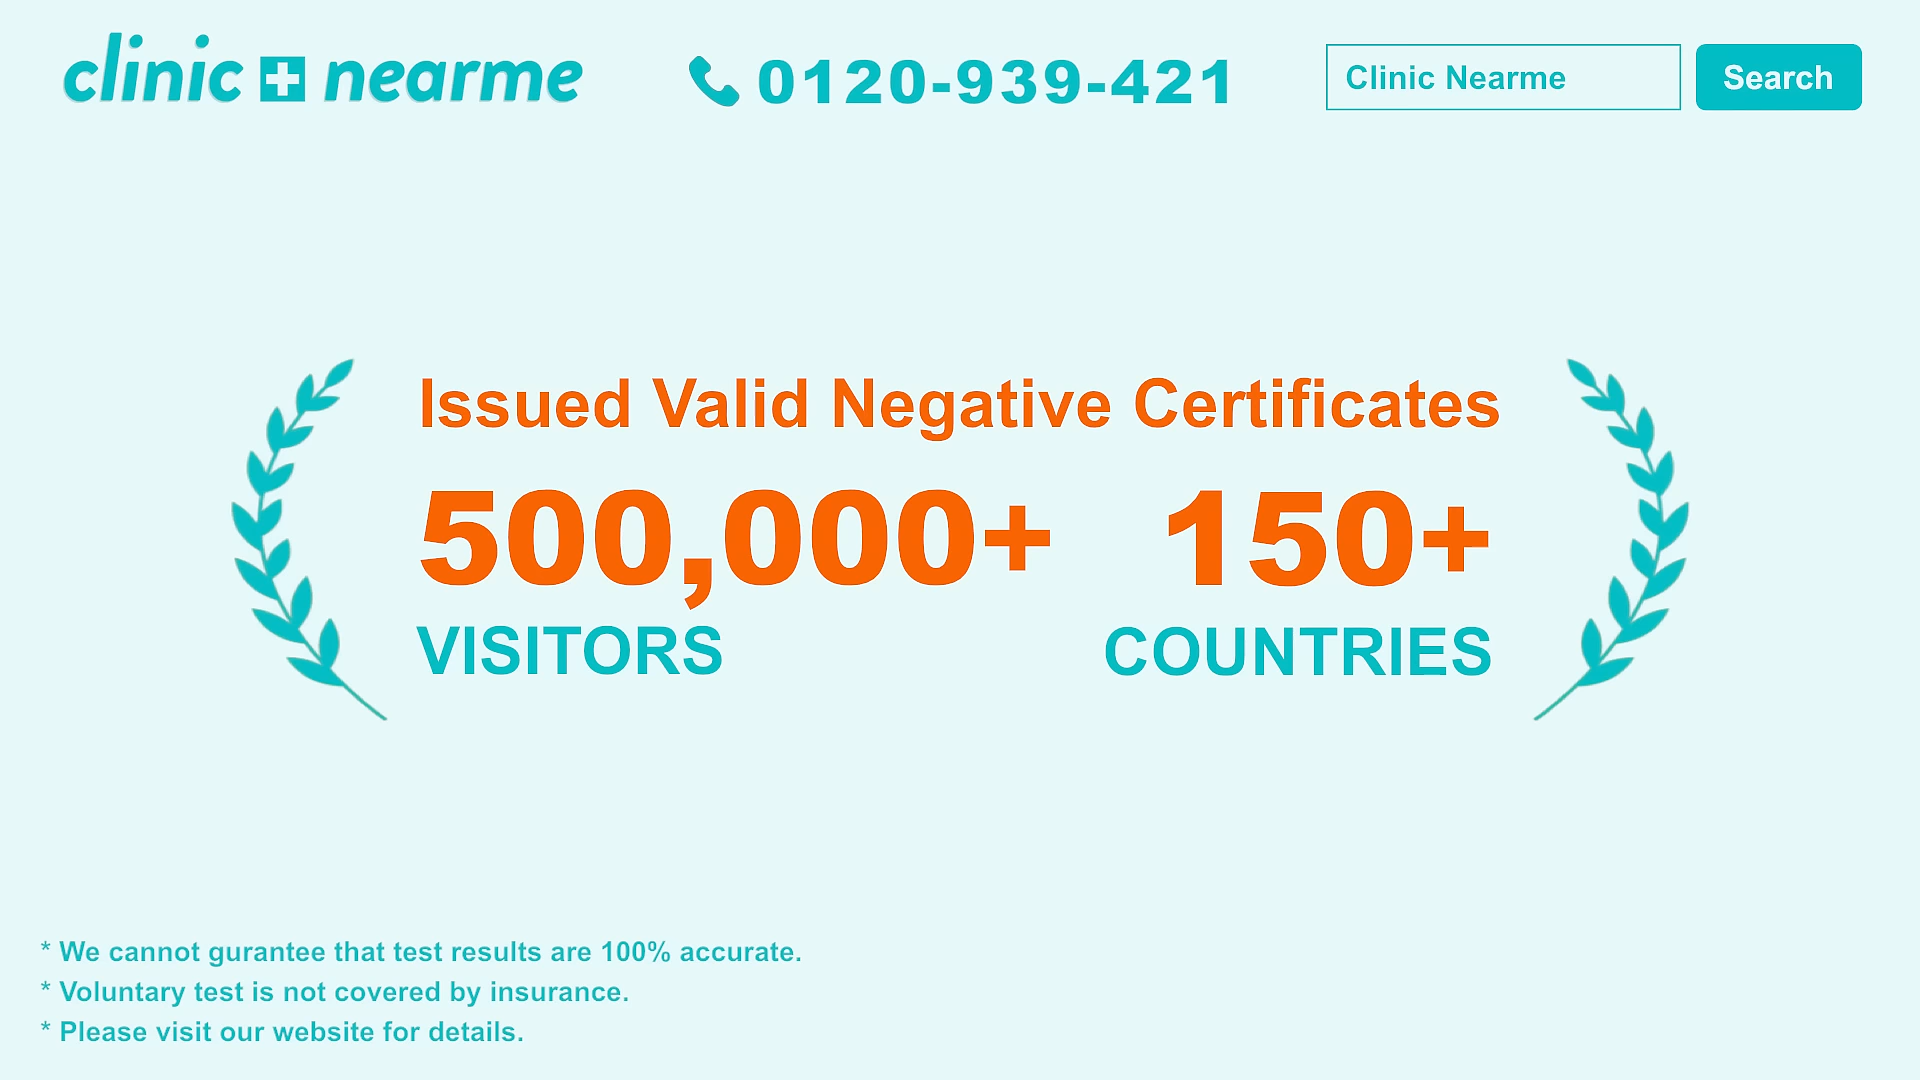 clinic nearme
0120-939-421
Clinic Nearme
Search
Issued Valid Negative Certificates
500,000+ 150+
VISITORS COUNTRIES
* We cannot gurantee that test results are 100% accurate.
* Voluntary test is not covered by insurance.
* Please visit our website for details.